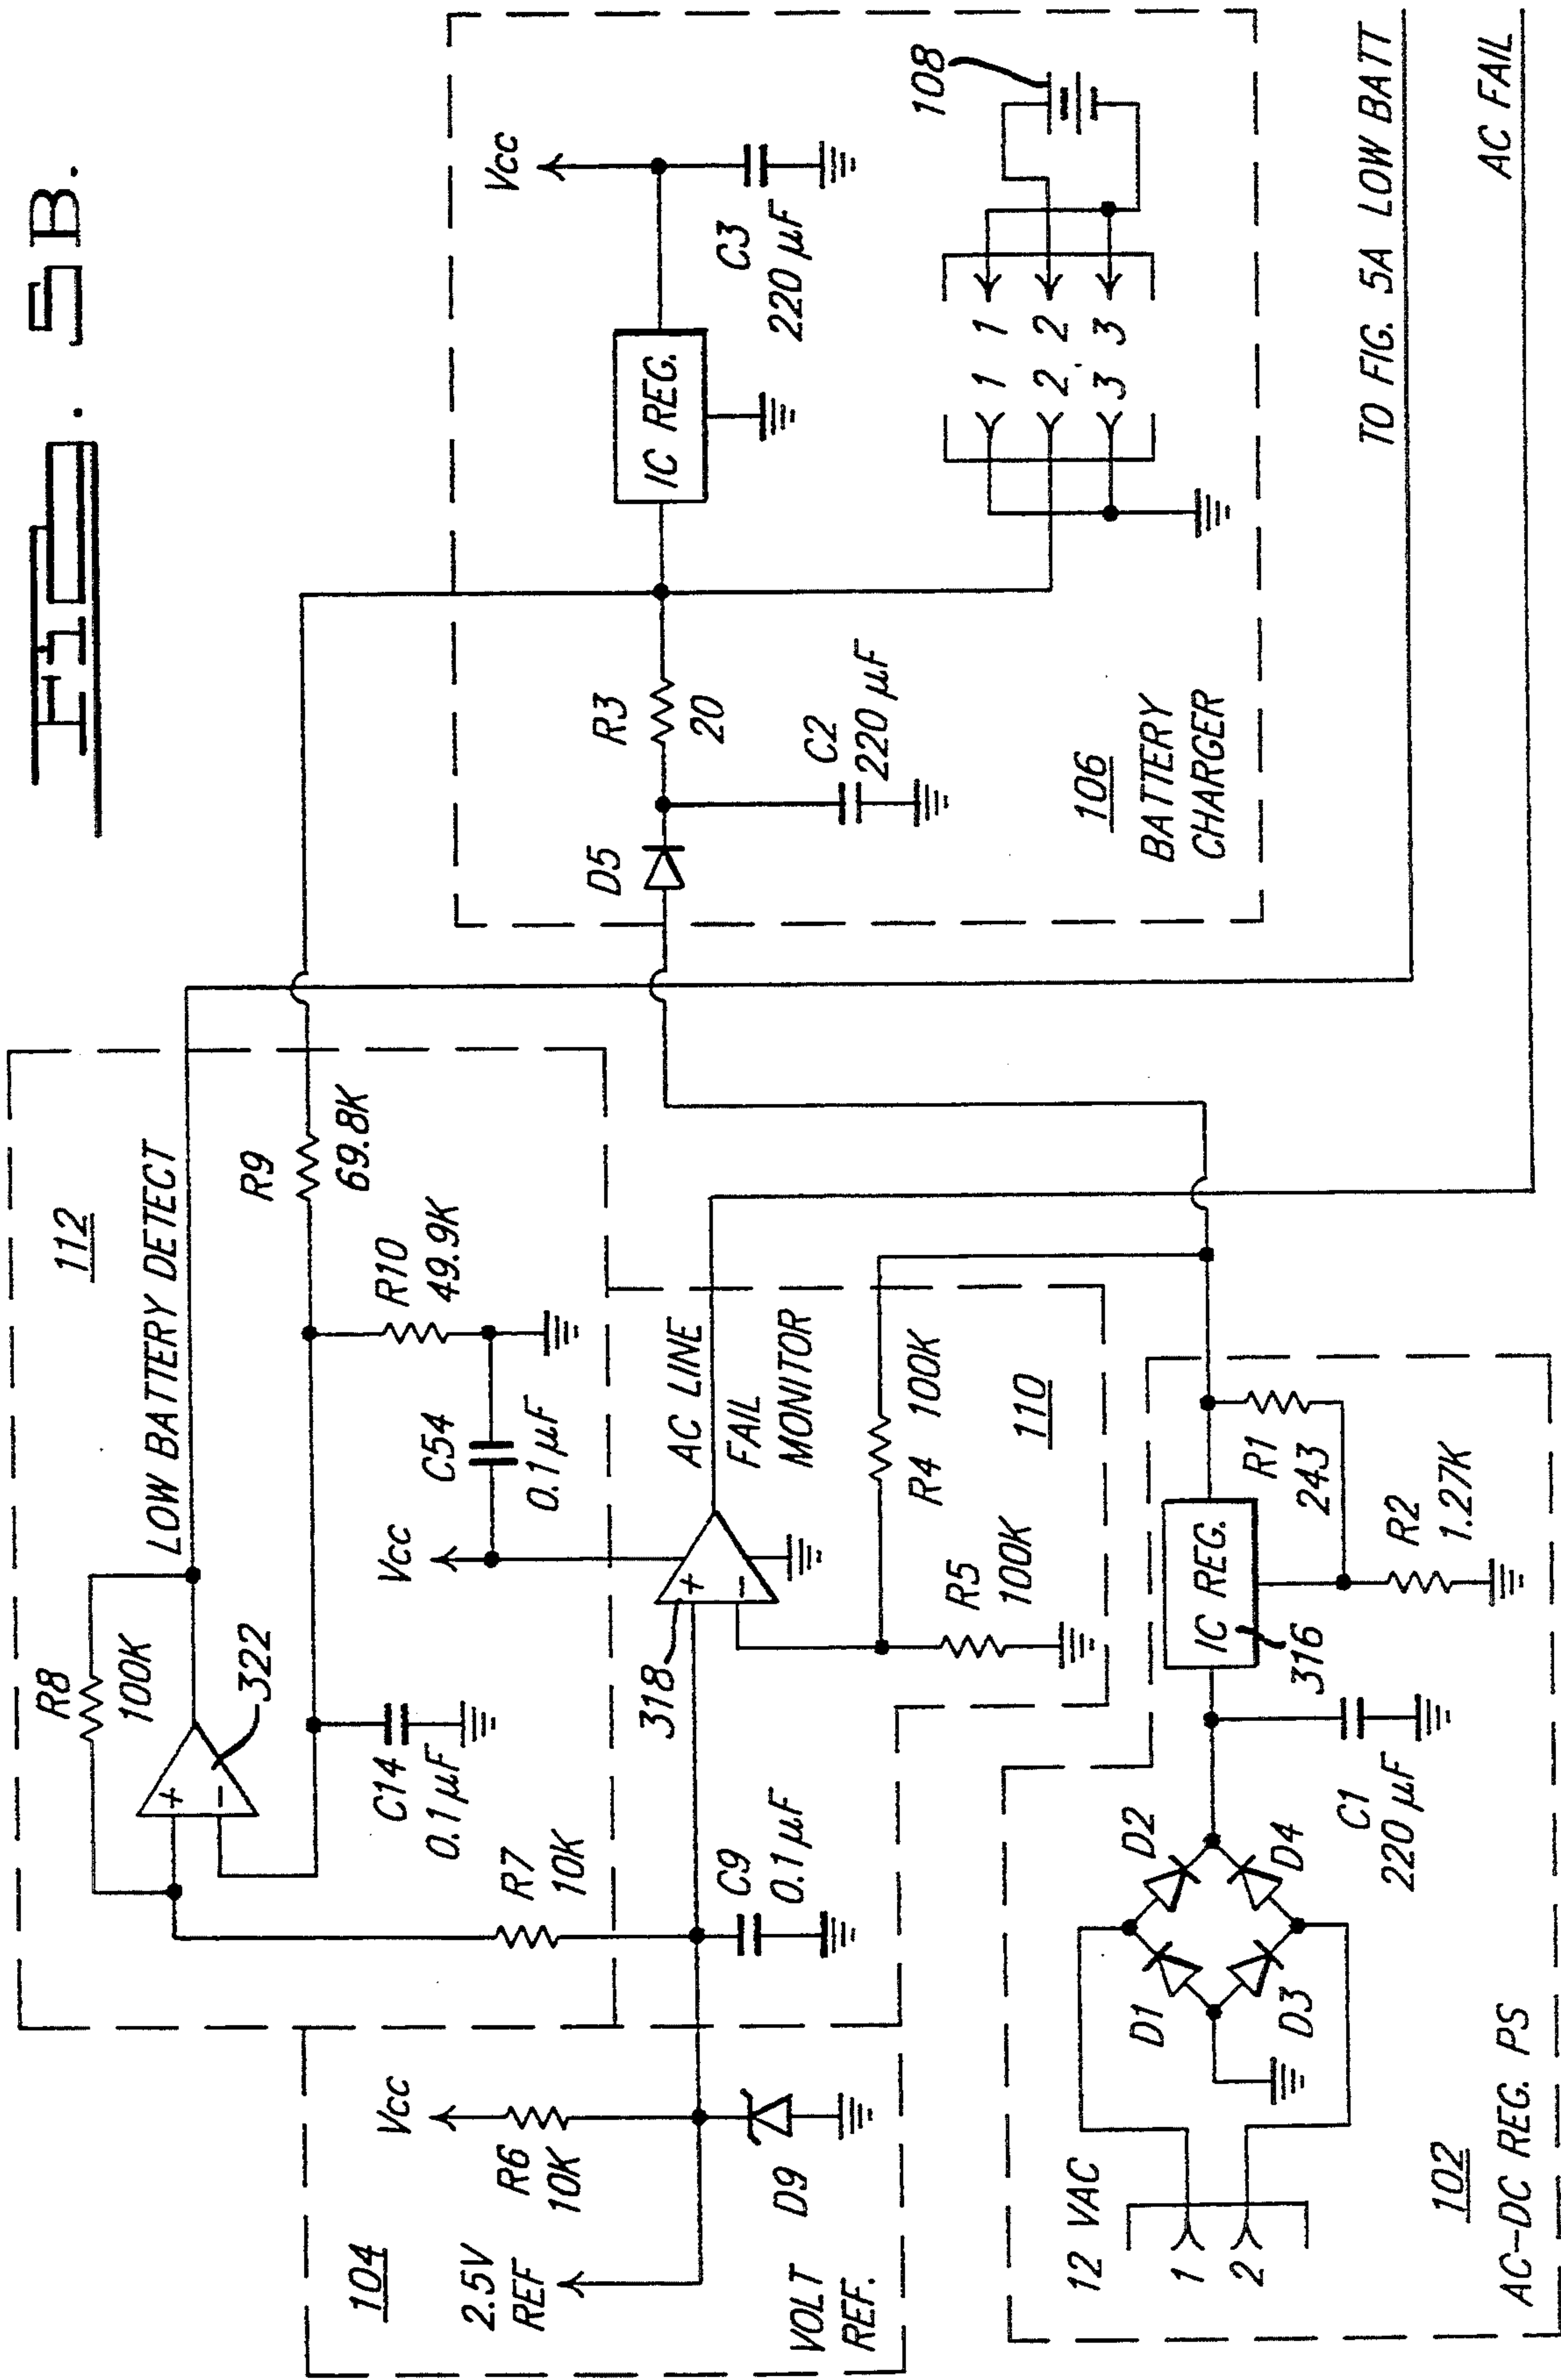 FIG. 5B.
112
LOW BATTERY DETECT
R8
100K
322
+
−
R9
69.8K
R10
49.9K
C14
0.1 µF
C54
0.1 µF
Vcc
R7
10K
C9
0.1 µF
318
+
−
AC LINE
FAIL
MONITOR
R4
100K
R5
100K
110
104
2.5V
REF
Vcc
R6
10K
D9
VOLT
REF.
12 VAC
1
2
D1
D2
D3
D4
C1
220 µF
IC REG.
316
R1
243
R2
1.27K
102
AC-DC REG. PS
D5
R3
20
C2
220 µF
IC REG.
Vcc
C3
220 µF
106
BATTERY
CHARGER
1 1
2 2
3 3
108
TO FIG. 5A LOW BATT
AC FAIL